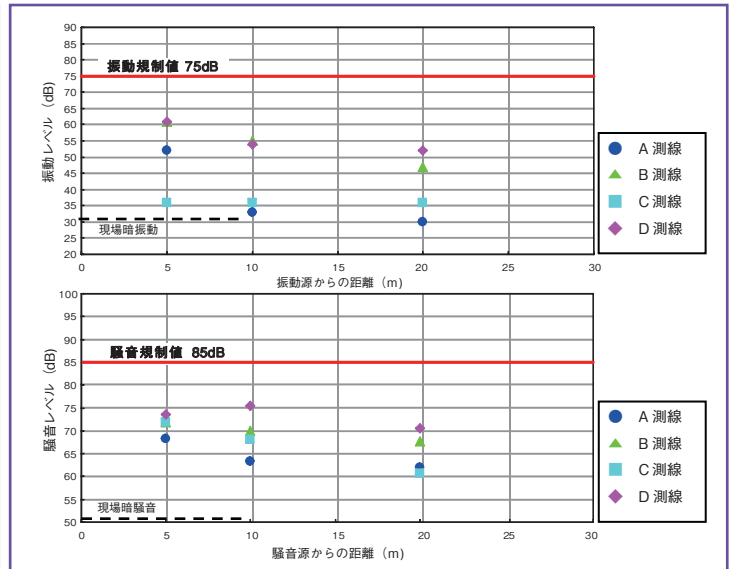 振動レベル (dB)
90
85
80
75
70
65
60
55
50
45
40
35
30
25
20
振動規制値 75dB
現場暗振動
0 5 10 15 20 25 30
振動源からの距離 (m)
A 測線
B 測線
C 測線
D 測線
騒音レベル (dB)
100
95
90
85
80
75
70
65
60
55
50
騒音規制値 85dB
現場暗騒音
0 5 10 15 20 25 30
騒音源からの距離 (m)
A 測線
B 測線
C 測線
D 測線